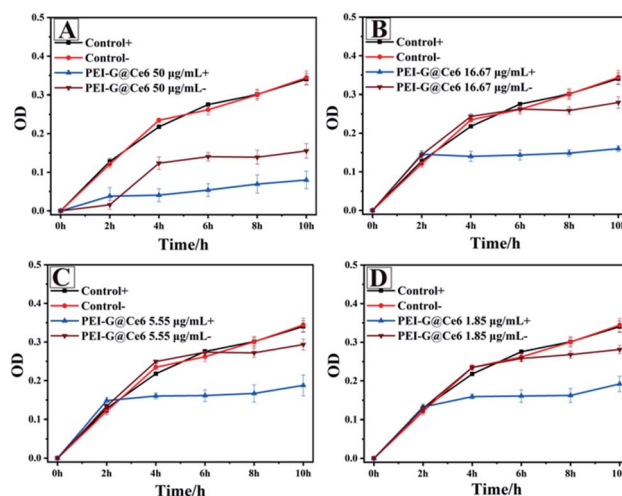 A
Control+
Control-
PEI-G@Ce6 50 μg/mL+
PEI-G@Ce6 50 μg/mL-
OD
0.5
0.4
0.3
0.2
0.1
0.0
0h 2h 4h 6h 8h 10h
Time/h
B
Control+
Control-
PEI-G@Ce6 16.67 μg/mL+
PEI-G@Ce6 16.67 μg/mL-
OD
0.5
0.4
0.3
0.2
0.1
0.0
0h 2h 4h 6h 8h 10h
Time/h
C
Control+
Control-
PEI-G@Ce6 5.55 μg/mL+
PEI-G@Ce6 5.55 μg/mL-
OD
0.5
0.4
0.3
0.2
0.1
0.0
0h 2h 4h 6h 8h 10h
Time/h
D
Control+
Control-
PEI-G@Ce6 1.85 μg/mL+
PEI-G@Ce6 1.85 μg/mL-
OD
0.5
0.4
0.3
0.2
0.1
0.0
0h 2h 4h 6h 8h 10h
Time/h